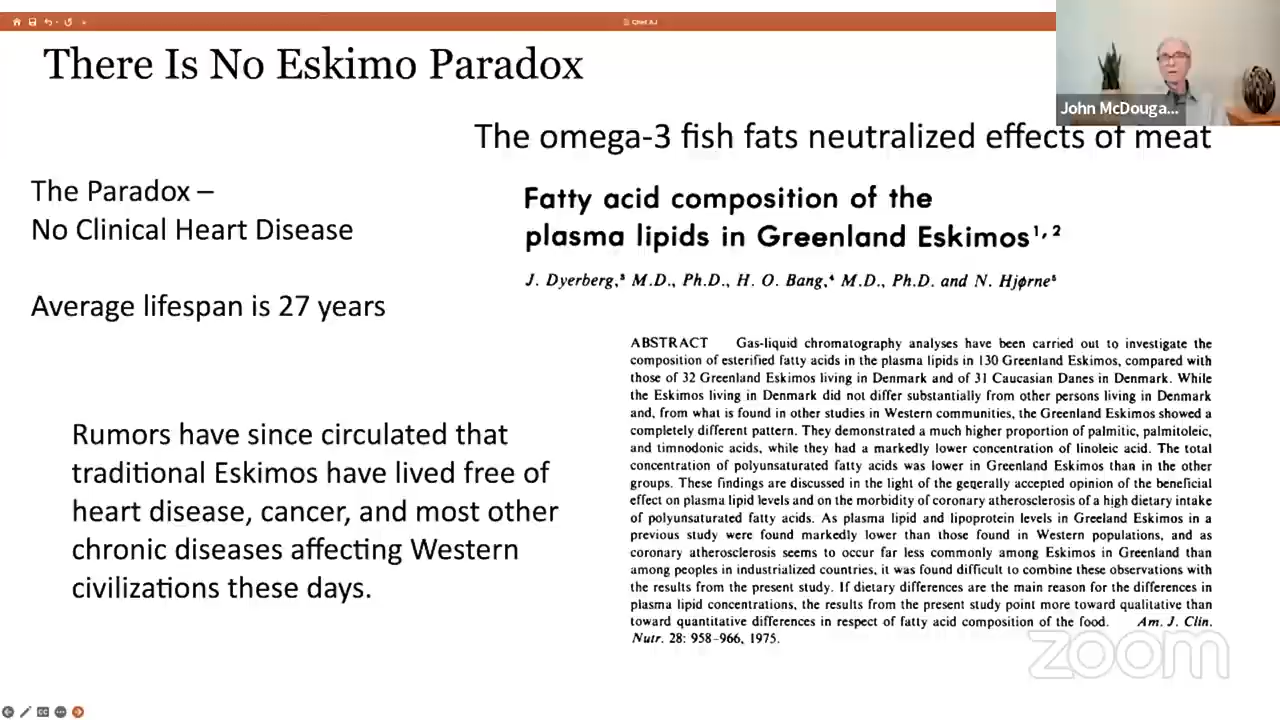 Chef AJ
There Is No Eskimo Paradox
John McDouga...
The omega-3 fish fats neutralized effects of meat
The Paradox –
No Clinical Heart Disease
Average lifespan is 27 years
Rumors have since circulated that
traditional Eskimos have lived free of
heart disease, cancer, and most other
chronic diseases affecting Western
civilizations these days.
Fatty acid composition of the
plasma lipids in Greenland Eskimos¹,²
J. Dyerberg,³ M.D., Ph.D., H. O. Bang,⁴ M.D., Ph.D. and N. Hjørne⁵
ABSTRACT Gas-liquid chromatography analyses have been carried out to investigate the
composition of esterified fatty acids in the plasma lipids in 130 Greenland Eskimos, compared with
those of 32 Greenland Eskimos living in Denmark and of 31 Caucasian Danes in Denmark. While
the Eskimos living in Denmark did not differ substantially from other persons living in Denmark
and, from what is found in other studies in Western communities, the Greenland Eskimos showed a
completely different pattern. They demonstrated a much higher proportion of palmitic, palmitoleic,
and timnodonic acids, while they had a markedly lower concentration of linoleic acid. The total
concentration of polyunsaturated fatty acids was lower in Greenland Eskimos than in the other
groups. These findings are discussed in the light of the generally accepted opinion of the beneficial
effect on plasma lipid levels and on the morbidity of coronary atherosclerosis of a high dietary intake
of polyunsaturated fatty acids. As plasma lipid and lipoprotein levels in Greeland Eskimos in a
previous study were found markedly lower than those found in Western populations, and as
coronary atherosclerosis seems to occur far less commonly among Eskimos in Greenland than
among peoples in industrialized countries, it was found difficult to combine these observations with
the results from the present study. If dietary differences are the main reason for the differences in
plasma lipid concentrations, the results from the present study point more toward qualitative than
toward quantitative differences in respect of fatty acid composition of the food. Am. J. Clin.
Nutr. 28: 958–966, 1975.
zoom